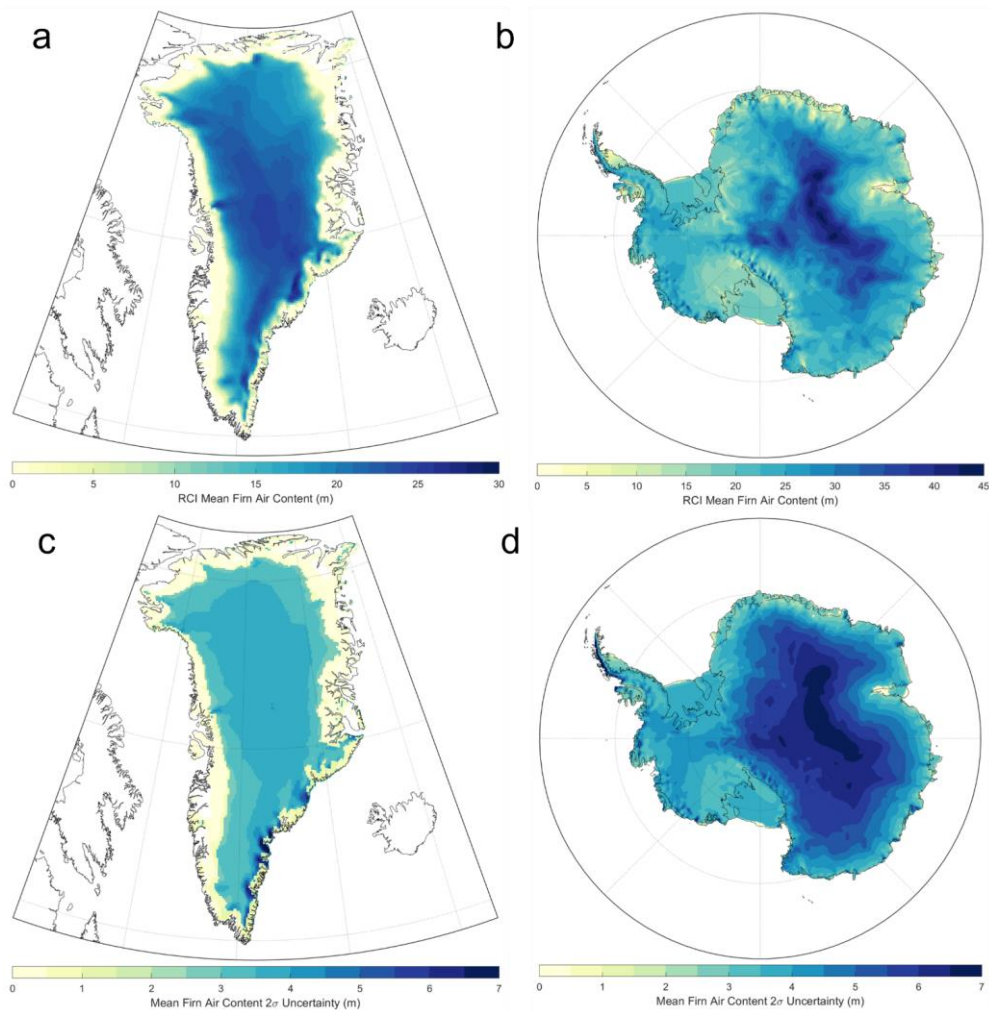 a
b
0 5 10 15 20 25 30
RCI Mean Firn Air Content (m)
0 5 10 15 20 25 30 35 40 45
RCI Mean Firn Air Content (m)
c
d
0 1 2 3 4 5 6 7
Mean Firn Air Content 2σ Uncertainty (m)
0 1 2 3 4 5 6 7
Mean Firn Air Content 2σ Uncertainty (m)